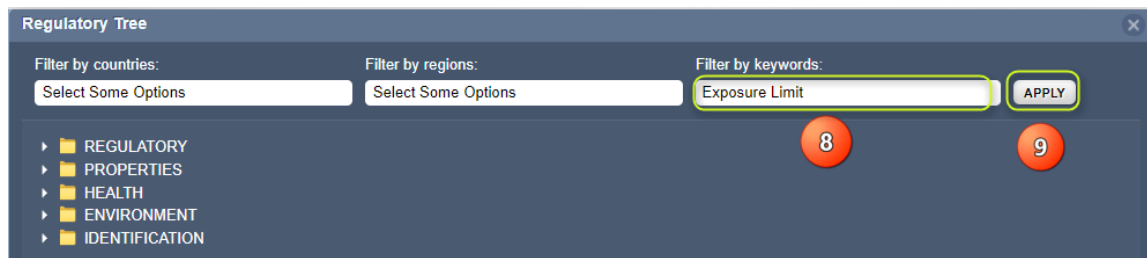 Regulatory Tree
Filter by countries: Filter by regions: Filter by keywords:
Select Some Options Select Some Options Exposure Limit APPLY
8 9
REGULATORY
PROPERTIES
HEALTH
ENVIRONMENT
IDENTIFICATION